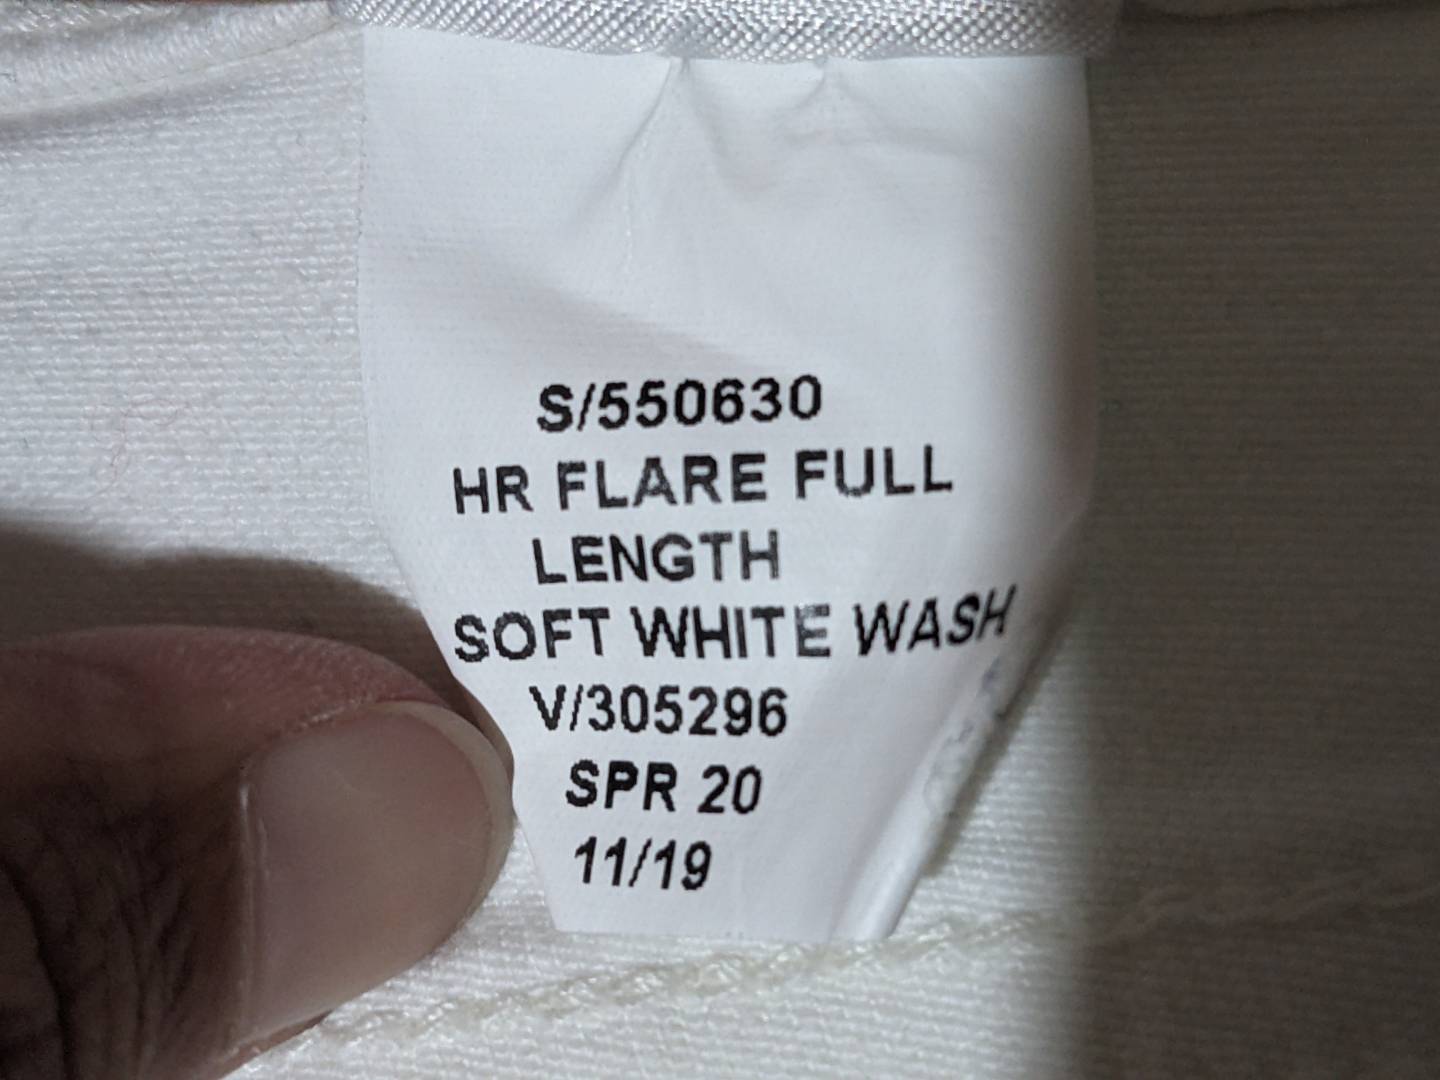 S/550630
HR FLARE FULL
LENGTH
SOFT WHITE WASH
V/305296
SPR 20
11/19